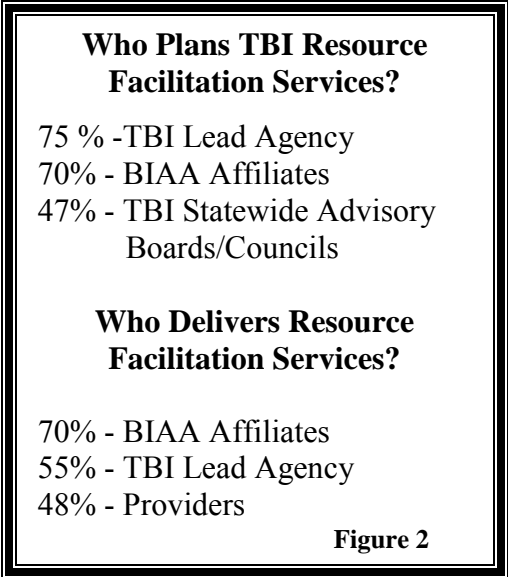 Who Plans TBI Resource
Facilitation Services?
75 % -TBI Lead Agency
70% - BIAA Affiliates
47% - TBI Statewide Advisory
Boards/Councils
Who Delivers Resource
Facilitation Services?
70% - BIAA Affiliates
55% - TBI Lead Agency
48% - Providers
Figure 2